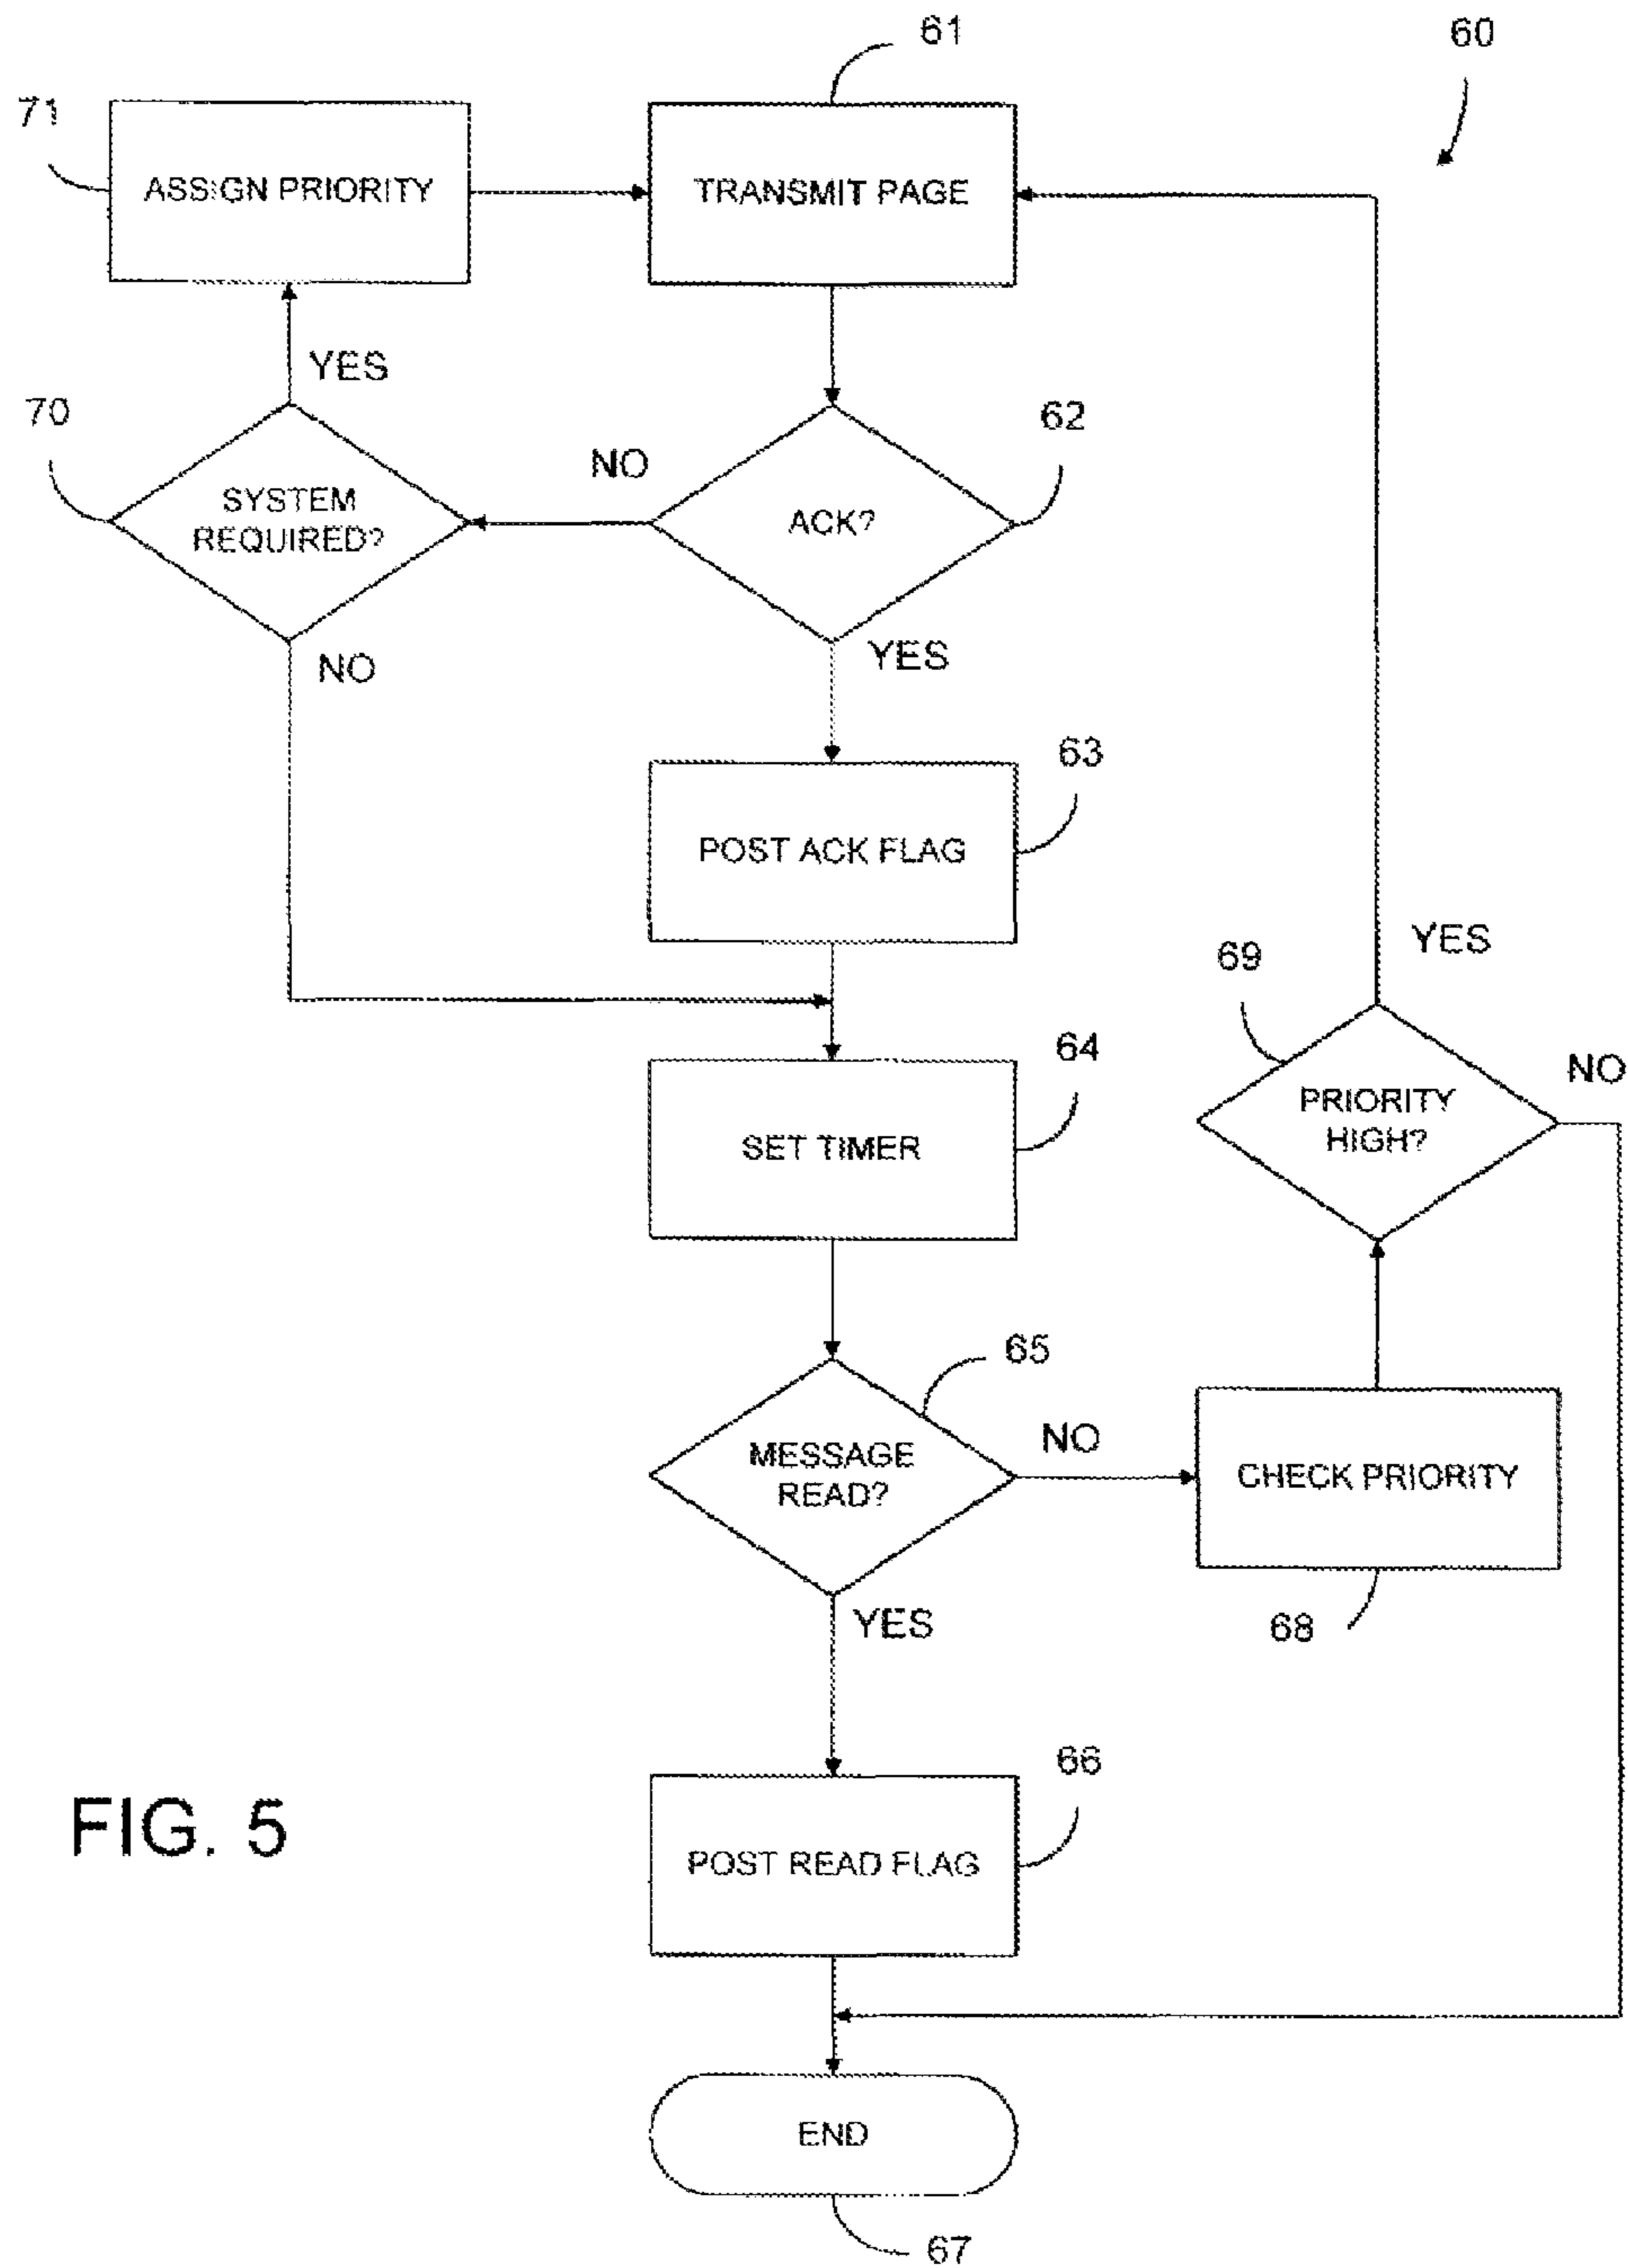 61
60
71
ASSIGN PRIORITY
TRANSMIT PAGE
YES
70
62
NO
SYSTEM
REQUIRED?
ACK?
NO
YES
63
POST ACK FLAG
YES
69
64
NO
PRIORITY
HIGH?
SET TIMER
65
NO
MESSAGE
READ?
CHECK PRIORITY
YES
68
66
FIG. 5
POST READ FLAG
END
67